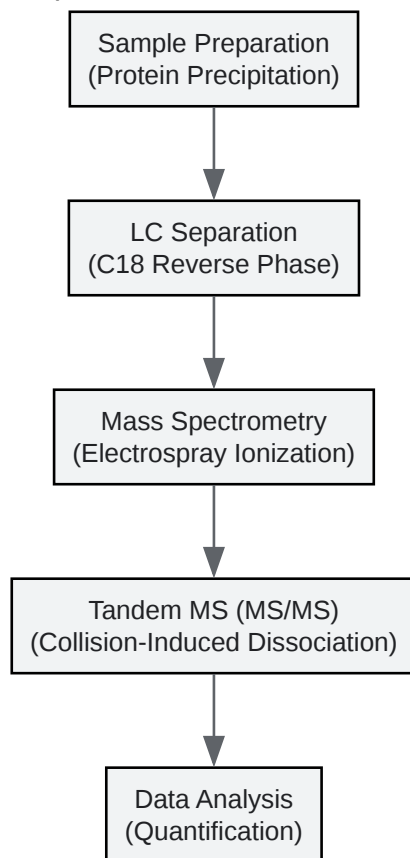 Sample Preparation
(Protein Precipitation)
LC Separation
(C18 Reverse Phase)
Mass Spectrometry
(Electrospray Ionization)
Tandem MS (MS/MS)
(Collision-Induced Dissociation)
Data Analysis
(Quantification)